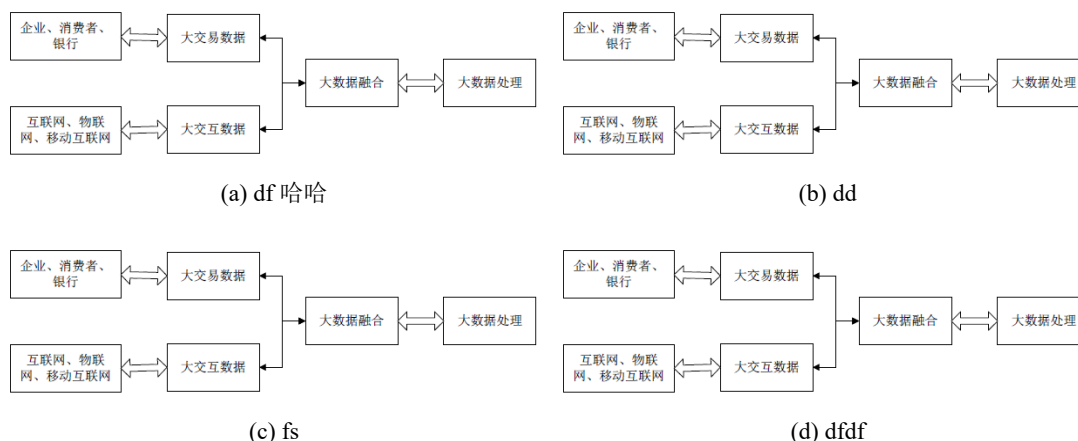 企业、消费者、
银行
大交易数据
大数据融合
大数据处理
互联网、物联
网、移动互联网
大交互数据
(a) df 哈哈
企业、消费者、
银行
大交易数据
大数据融合
大数据处理
互联网、物联
网、移动互联网
大交互数据
(b) dd
企业、消费者、
银行
大交易数据
大数据融合
大数据处理
互联网、物联
网、移动互联网
大交互数据
(c) fs
企业、消费者、
银行
大交易数据
大数据融合
大数据处理
互联网、物联
网、移动互联网
大交互数据
(d) dfdf